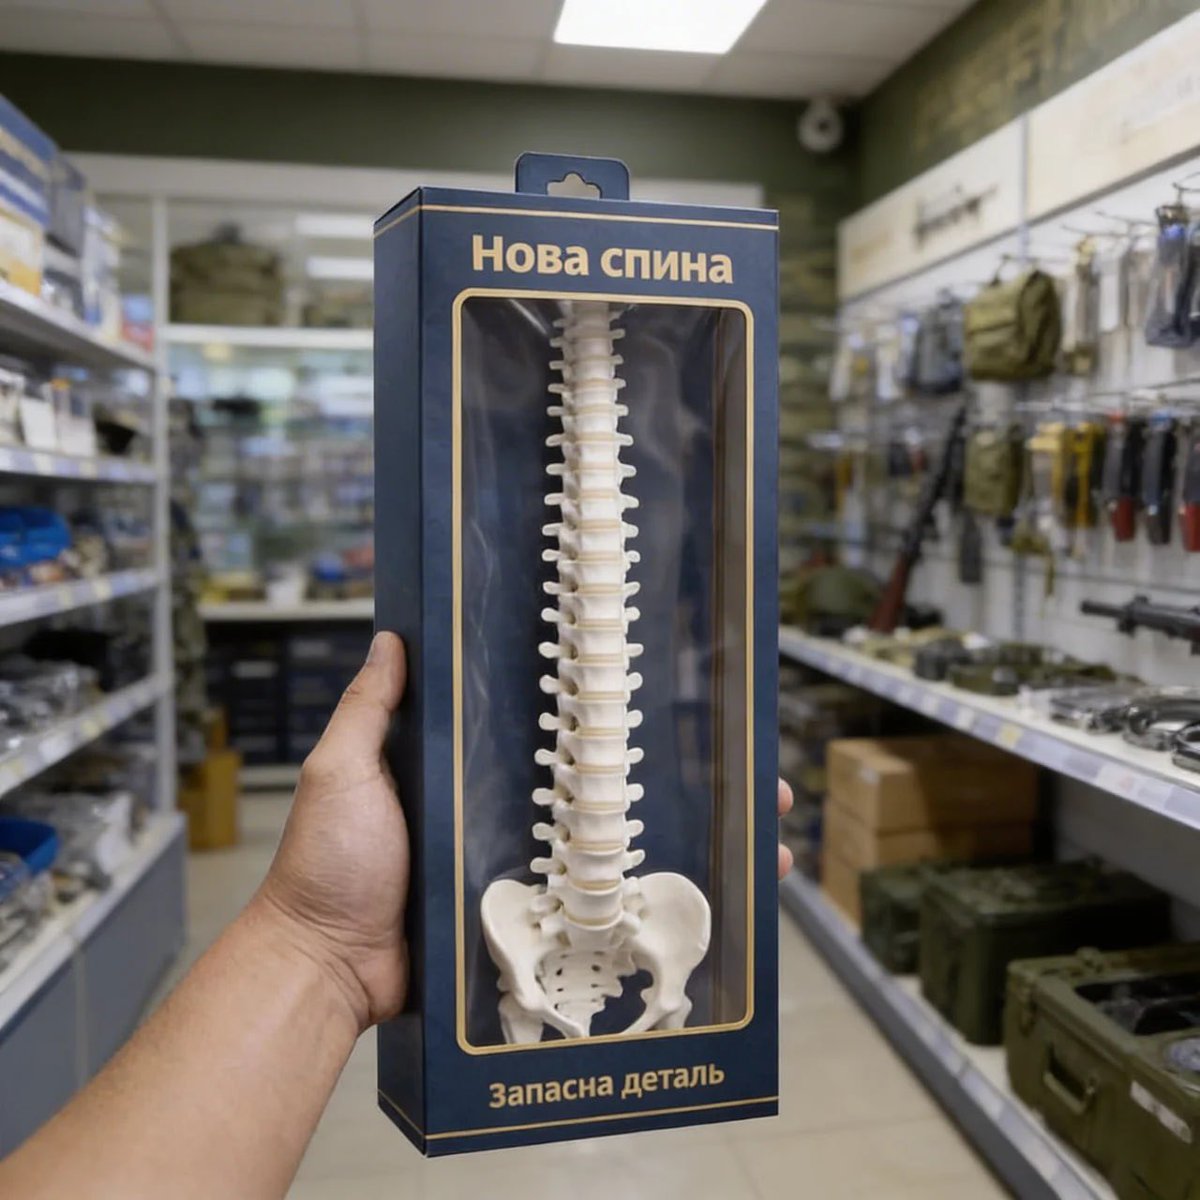 Нова спина
Запасна деталь